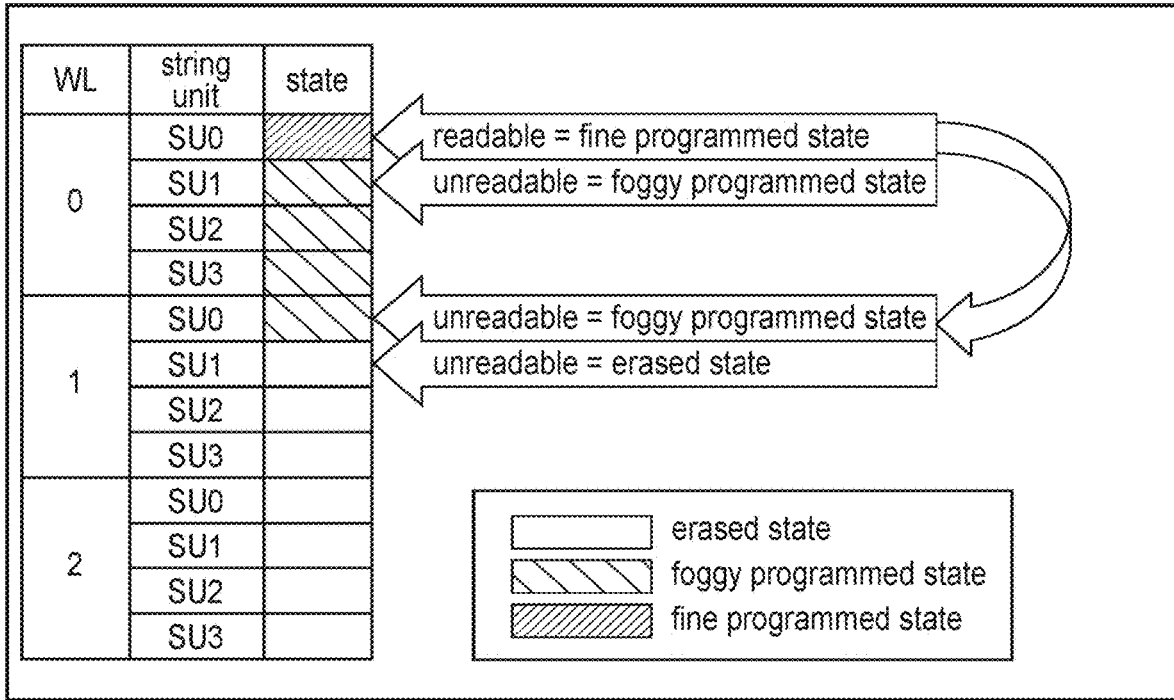 WL string unit state
0 SU0 readable = fine programmed state
SU1 unreadable = foggy programmed state
SU2
SU3
1 SU0 unreadable = foggy programmed state
SU1 unreadable = erased state
SU2
SU3
2 SU0
SU1
SU2
SU3
erased state
foggy programmed state
fine programmed state